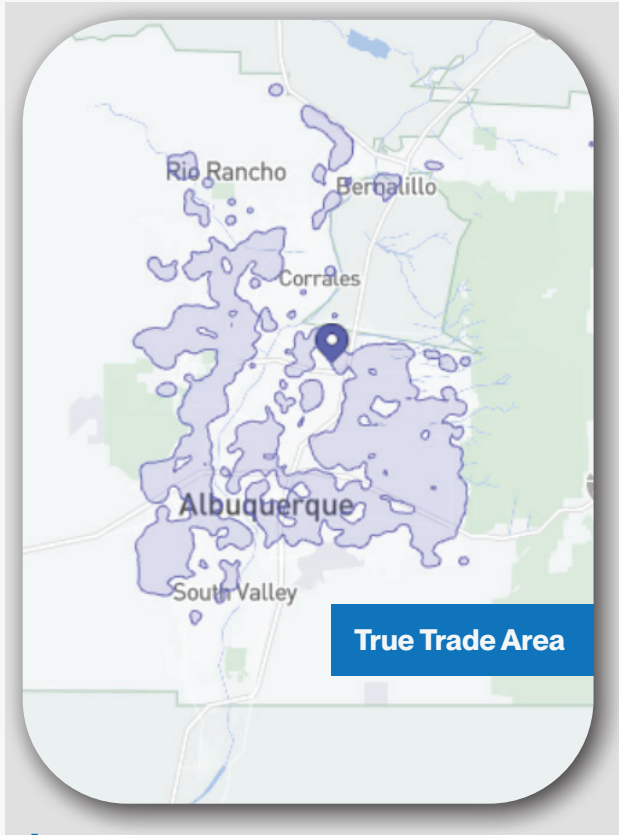 Rio Rancho
Bernalillo
Corrales
Albuquerque
South Valley
True Trade Area